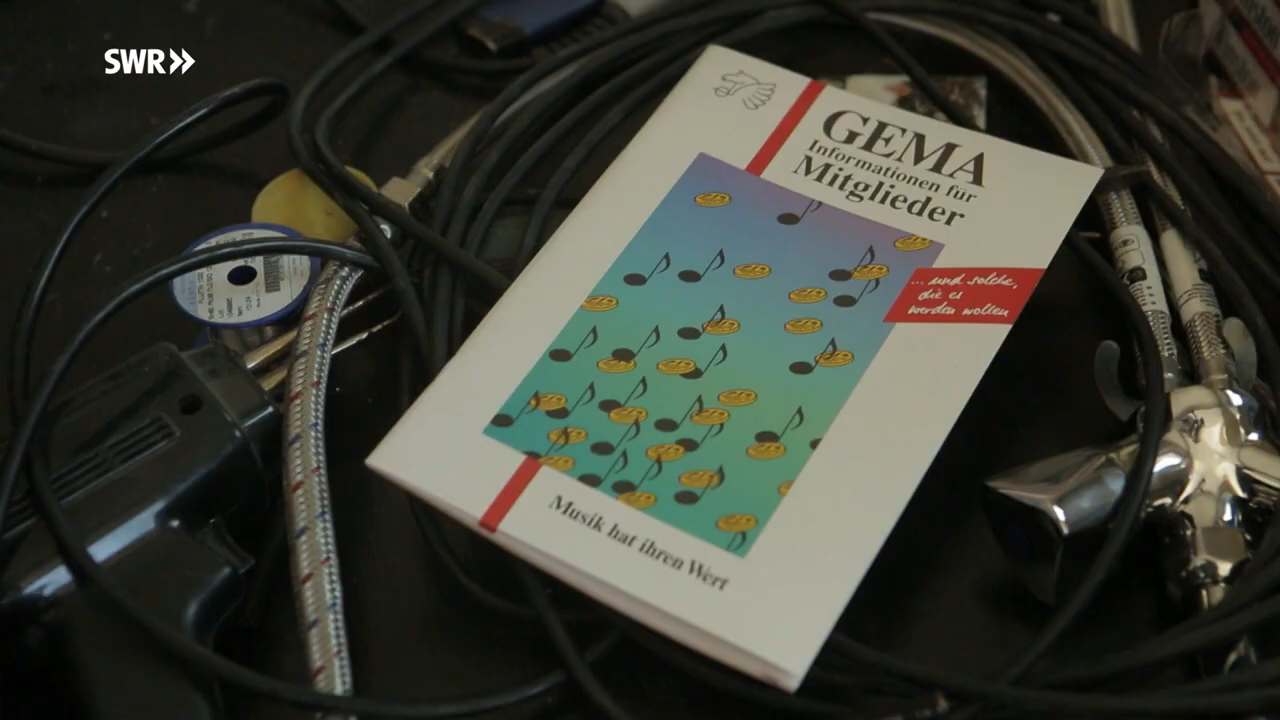 SWR
GEMA
Informationen für
Mitglieder
... und solche,
die es
werden wollen
Musik hat ihren Wert